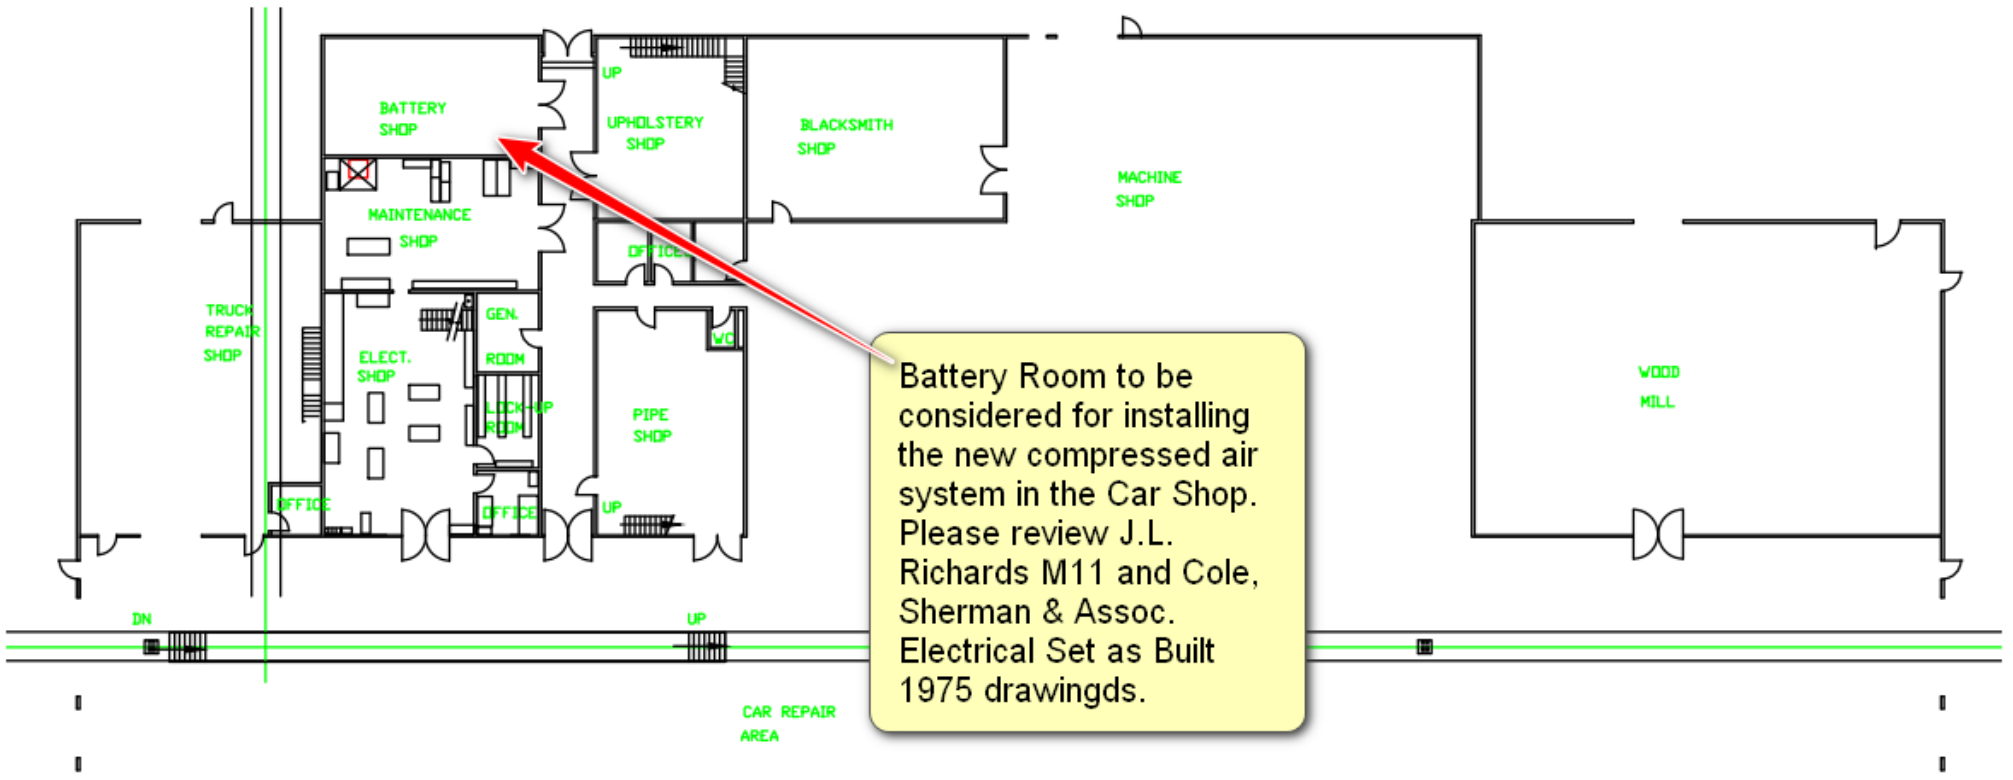 UP
BATTERY
SHOP
UPHOLSTERY
SHOP
BLACKSMITH
SHOP
MACHINE
SHOP
MAINTENANCE
SHOP
OFFICES
TRUCK
REPAIR
SHOP
GEN.
ROOM
ELECT.
SHOP
WC
LOCK-UP
ROOM
PIPE
SHOP
WOOD
MILL
OFFICE
OFFICE
UP
DN
UP
CAR REPAIR
AREA
Battery Room to be
considered for installing
the new compressed air
system in the Car Shop.
Please review J.L.
Richards M11 and Cole,
Sherman & Assoc.
Electrical Set as Built
1975 drawingds.